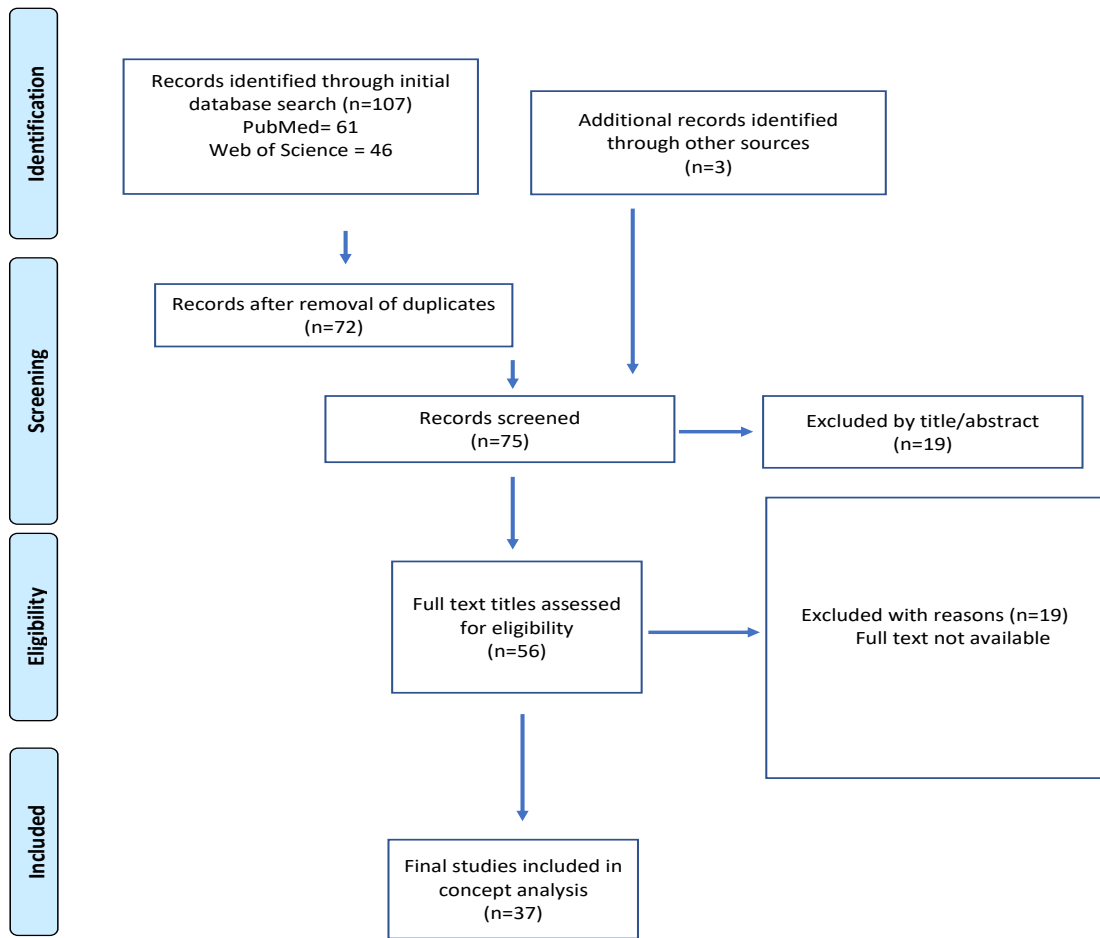 Identification
Records identified through initial
database search (n=107)
PubMed= 61
Web of Science = 46
Additional records identified
through other sources
(n=3)
Screening
Records after removal of duplicates
(n=72)
Records screened
(n=75)
Excluded by title/abstract
(n=19)
Eligibility
Full text titles assessed
for eligibility
(n=56)
Excluded with reasons (n=19)
Full text not available
Included
Final studies included in
concept analysis
(n=37)